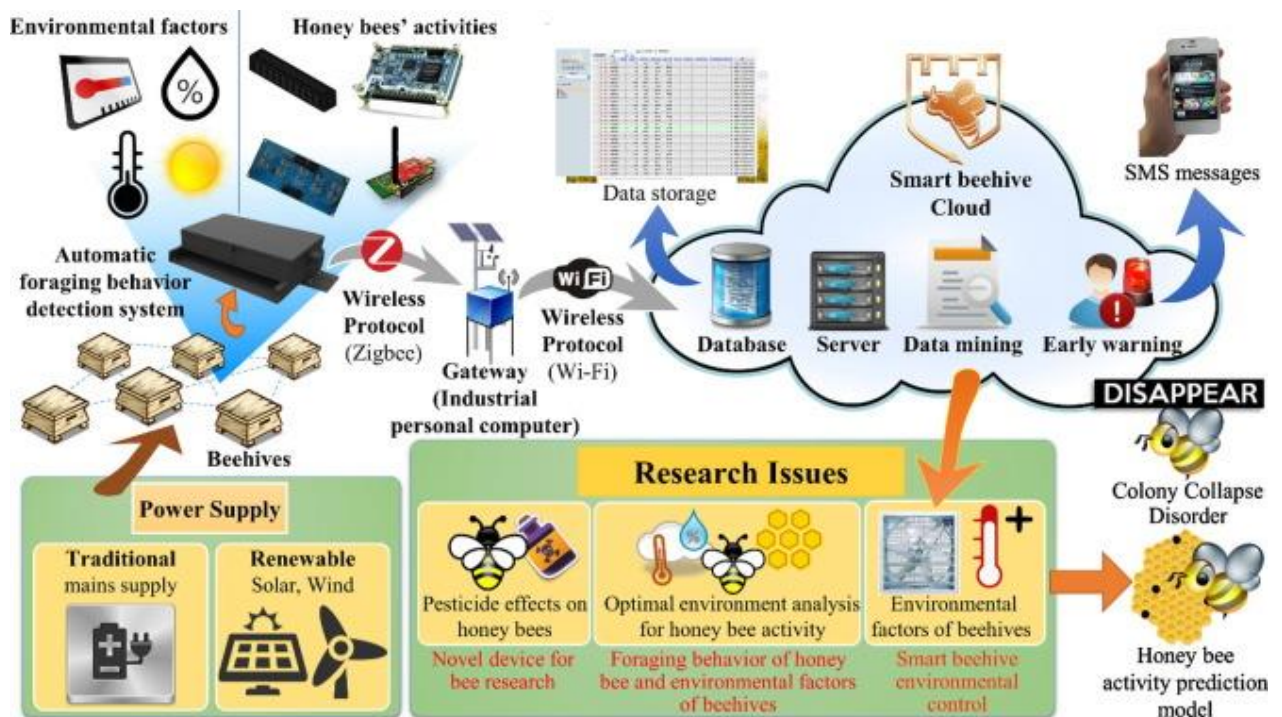 Environmental factors
%
Honey bees' activities
Automatic
foraging behavior
detection system
Z
Wireless
Protocol
(Zigbee)
Gateway
(Industrial
personal computer)
Wi Fi
Wireless
Protocol
(Wi-Fi)
Beehives
Data storage
Smart beehive
Cloud
SMS messages
Database
Server
Data mining
Early warning
!
DISAPPEAR
Colony Collapse
Disorder
Power Supply
Traditional
mains supply
Renewable
Solar, Wind
Research Issues
Pesticide effects on
honey bees
Novel device for
bee research
%
Optimal environment analysis
for honey bee activity
Foraging behavior of honey
bee and environmental factors
of beehives
+
Environmental
factors of beehives
Smart beehive
environmental
control
Honey bee
activity prediction
model